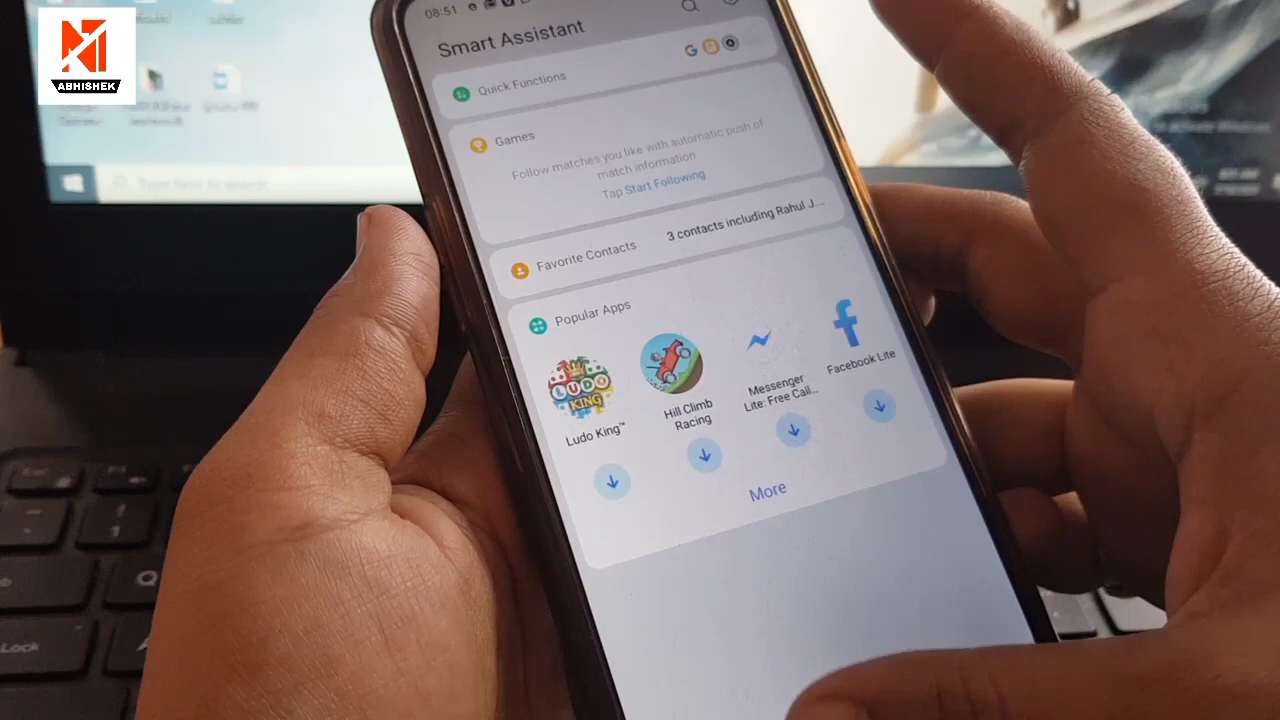 ABHISHEK
08:51
Smart Assistant
Quick Functions
G
Games
Follow matches you like with automatic push of
match information
Tap Start Following
Favorite Contacts 3 contacts including Rahul J...
Popular Apps
LUDO
KING
Ludo King™
Hill Climb
Racing
Messenger
Lite: Free Call...
Facebook Lite
More
Type here to search
Q
Lock